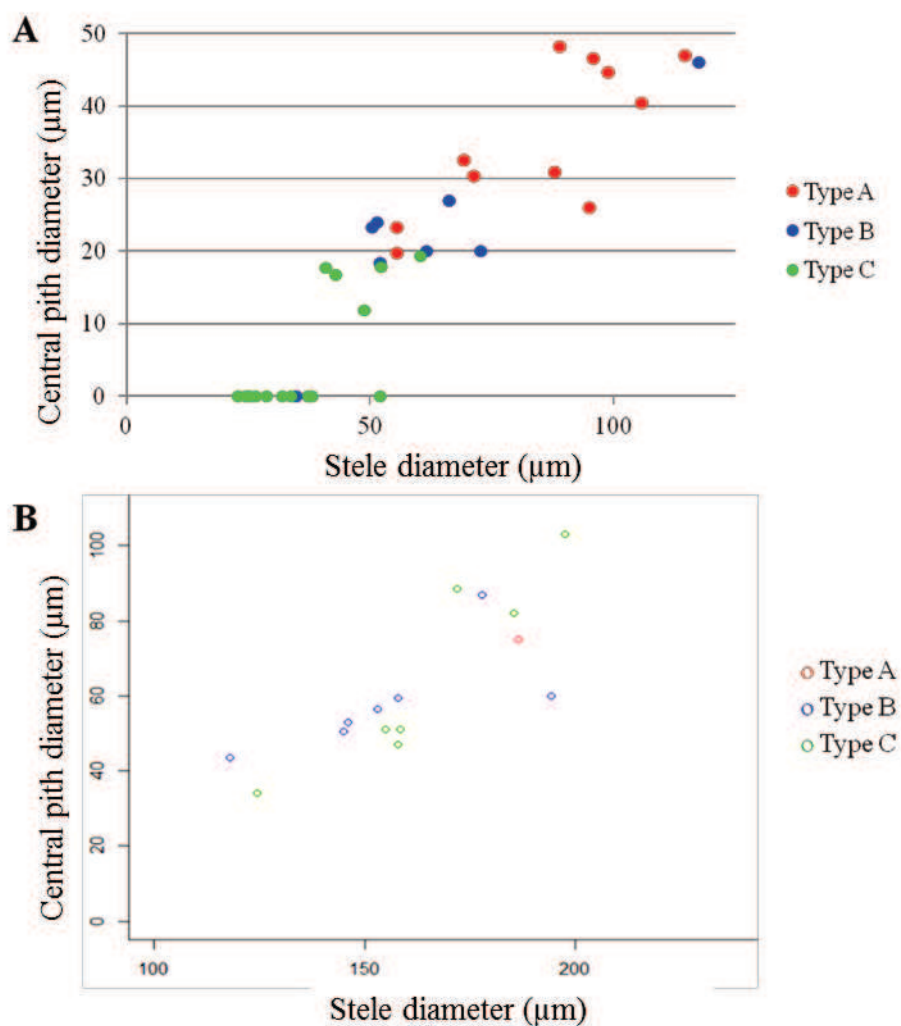 A
50
40
30
20
10
0
Central pith diameter (µm)
0 50 100
Stele diameter (µm)
Type A
Type B
Type C
B
100
80
60
40
20
0
Central pith diameter (µm)
100 150 200
Stele diameter (µm)
Type A
Type B
Type C